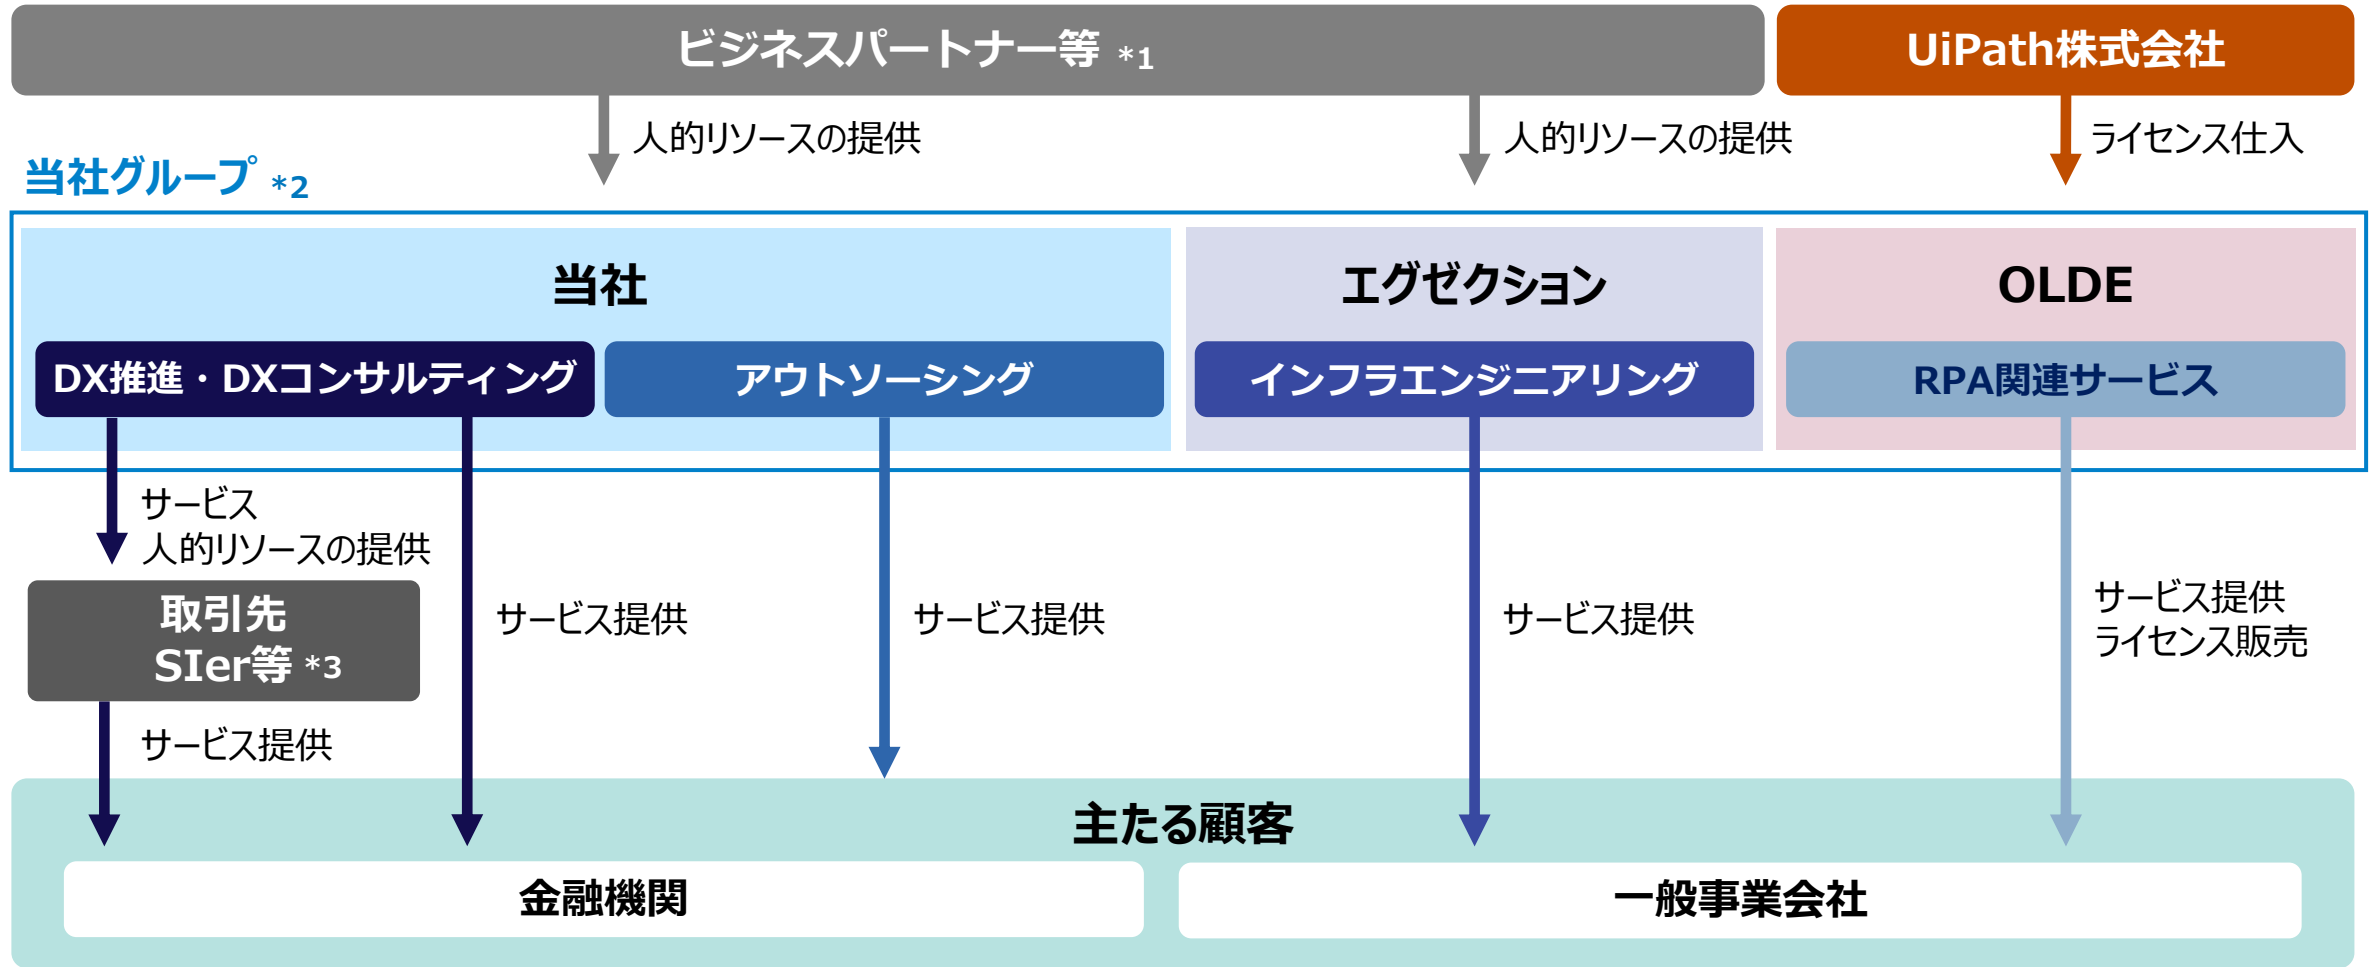 ビジネスパートナー等 *1
UiPath株式会社
人的リソースの提供
人的リソースの提供
ライセンス仕入
当社グループ *2
当社
エグゼクション
OLDE
DX推進・DXコンサルティング
アウトソーシング
インフラエンジニアリング
RPA関連サービス
サービス
人的リソースの提供
取引先
SIer等 *3
サービス提供
サービス提供
サービス提供
サービス提供
ライセンス販売
サービス提供
主たる顧客
金融機関
一般事業会社